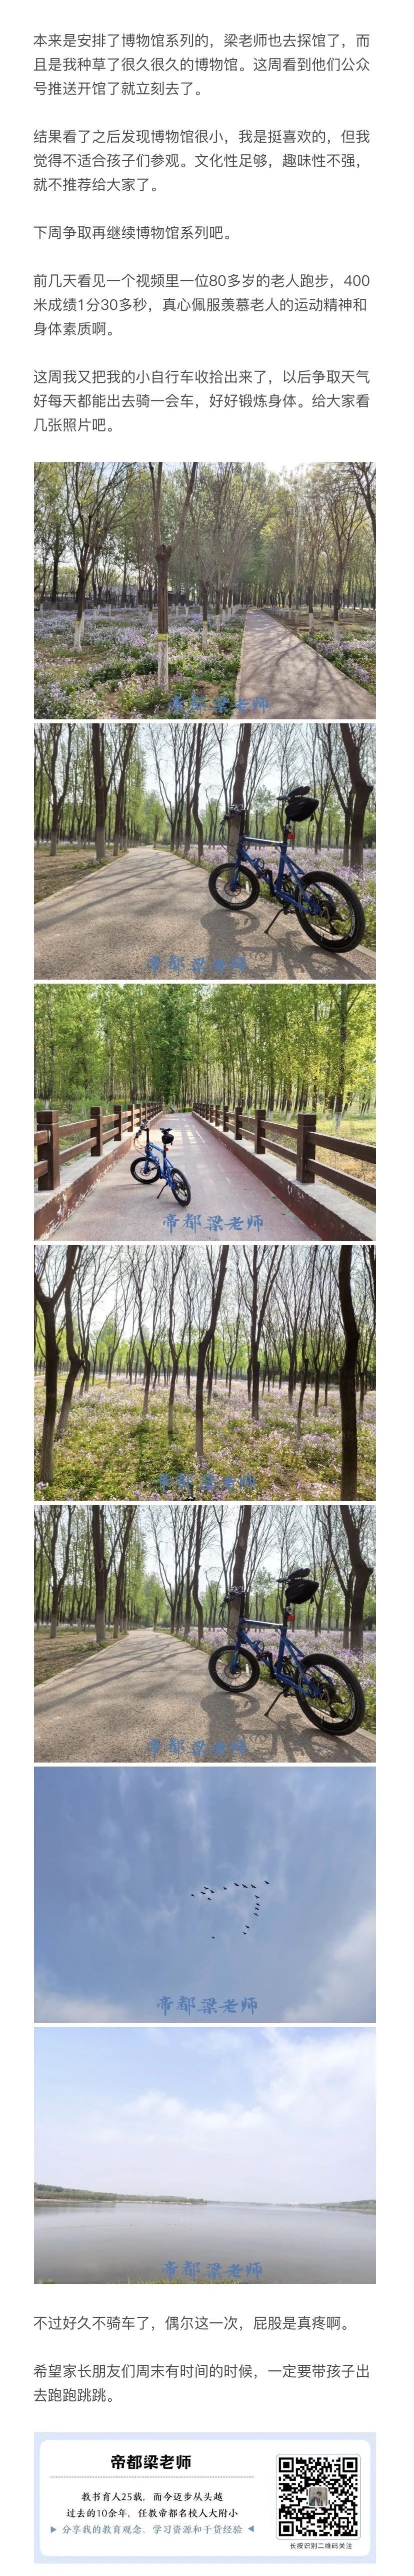 本来是安排了博物馆系列的，梁老师也去探馆了，而
且是我种草了很久很久的博物馆。这周看到他们公众
号推送开馆了就立刻去了。
结果看了之后发现博物馆很小，我是挺喜欢的，但我
觉得不适合孩子们参观。文化性足够，趣味性不强，
就不推荐给大家了。
下周争取再继续博物馆系列吧。
前几天看见一个视频里一位80多岁的老人跑步，400
米成绩1分30多秒，真心佩服羡慕老人的运动精神和
身体素质啊。
这周我又把我的小自行车收拾出来了，以后争取天气
好每天都能出去骑一会车，好好锻炼身体。给大家看
几张照片吧。
帝都梁老师
帝都梁老师
帝都梁老师
帝都梁老师
帝都梁老师
帝都梁老师
帝都梁老师
不过好久不骑车了，偶尔这一次，屁股是真疼啊。
希望家长朋友们周末有时间的时候，一定要带孩子出
去跑跑跳跳。
帝都梁老师
教书育人25载，而今迈步从头越
过去的10余年，任教帝都名校人大附小
▶ 分享我的教育观念、学习资源和干货经验 ◀
长按识别二维码关注